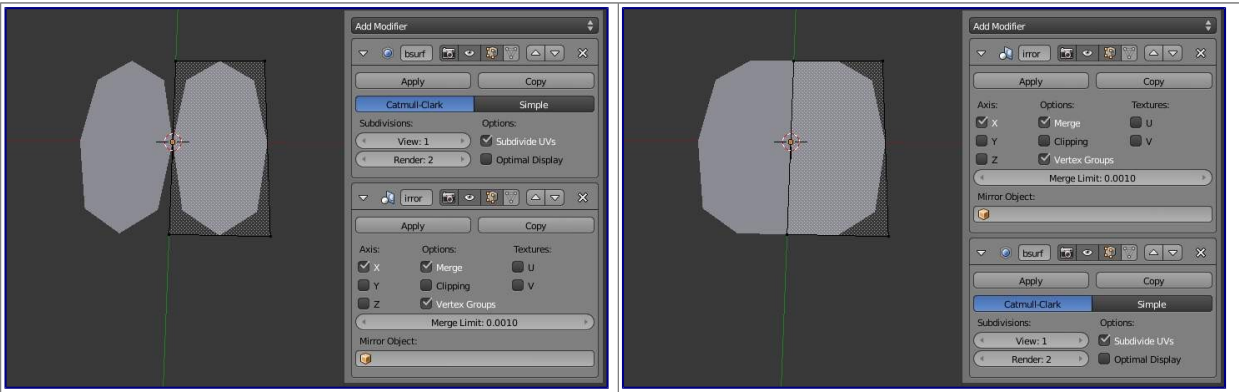 Add Modifier
bsurf
Apply Copy
Catmull-Clark Simple
Subdivisions: Options:
View: 1 Subdivide UVs
Render: 2 Optimal Display
irror
Apply Copy
Axis: Options: Textures:
X Merge U
Y Clipping V
Z Vertex Groups
Merge Limit: 0.0010
Mirror Object:
Add Modifier
irror
Apply Copy
Axis: Options: Textures:
X Merge U
Y Clipping V
Z Vertex Groups
Merge Limit: 0.0010
Mirror Object:
bsurf
Apply Copy
Catmull-Clark Simple
Subdivisions: Options:
View: 1 Subdivide UVs
Render: 2 Optimal Display